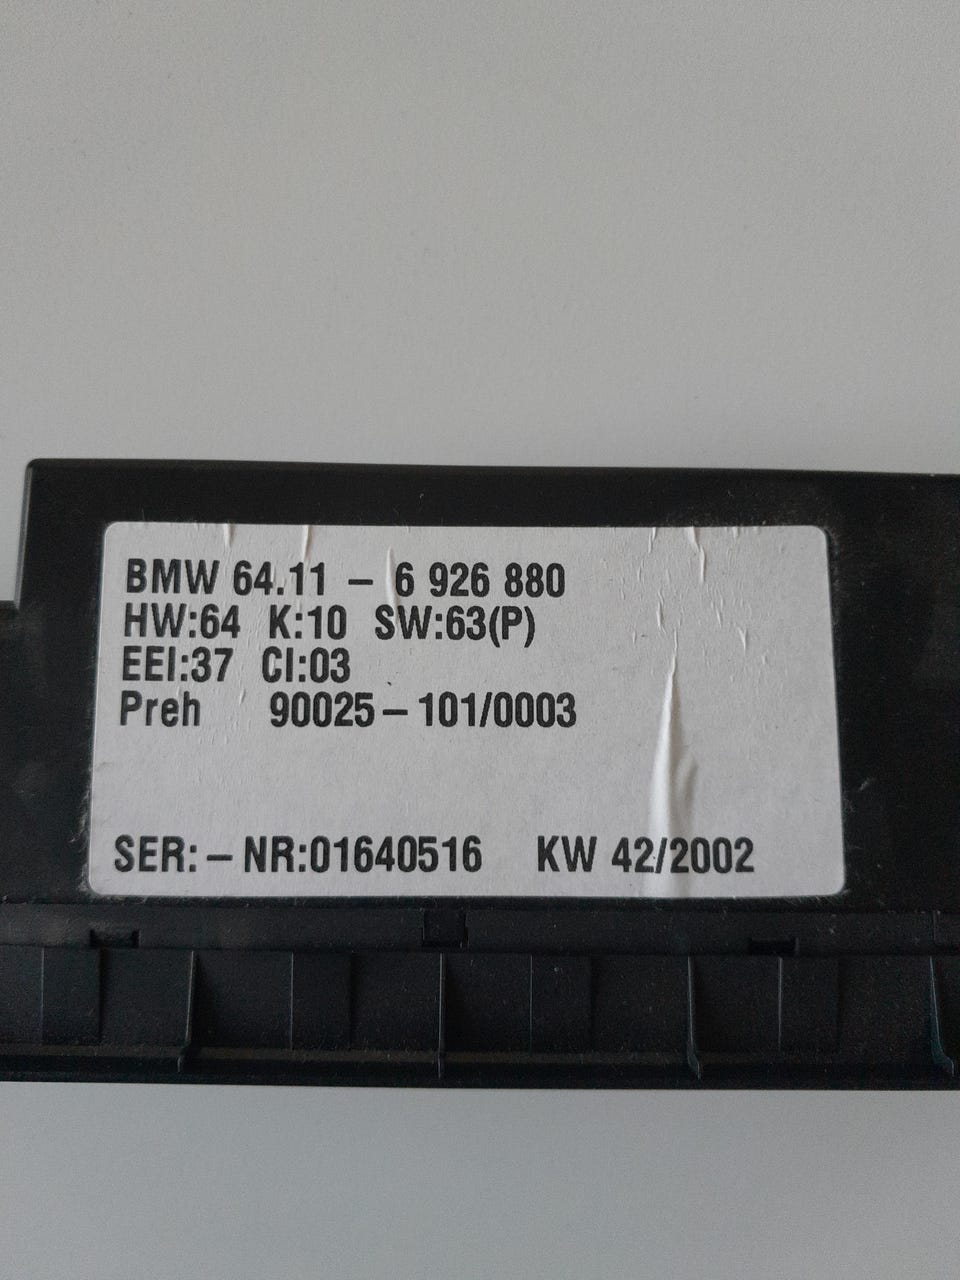 BMW 64.11 - 6 926 880
HW:64 K:10 SW:63(P)
EEI:37 CI:03
Preh 90025-101/0003
SER:-NR:01640516 KW 42/2002